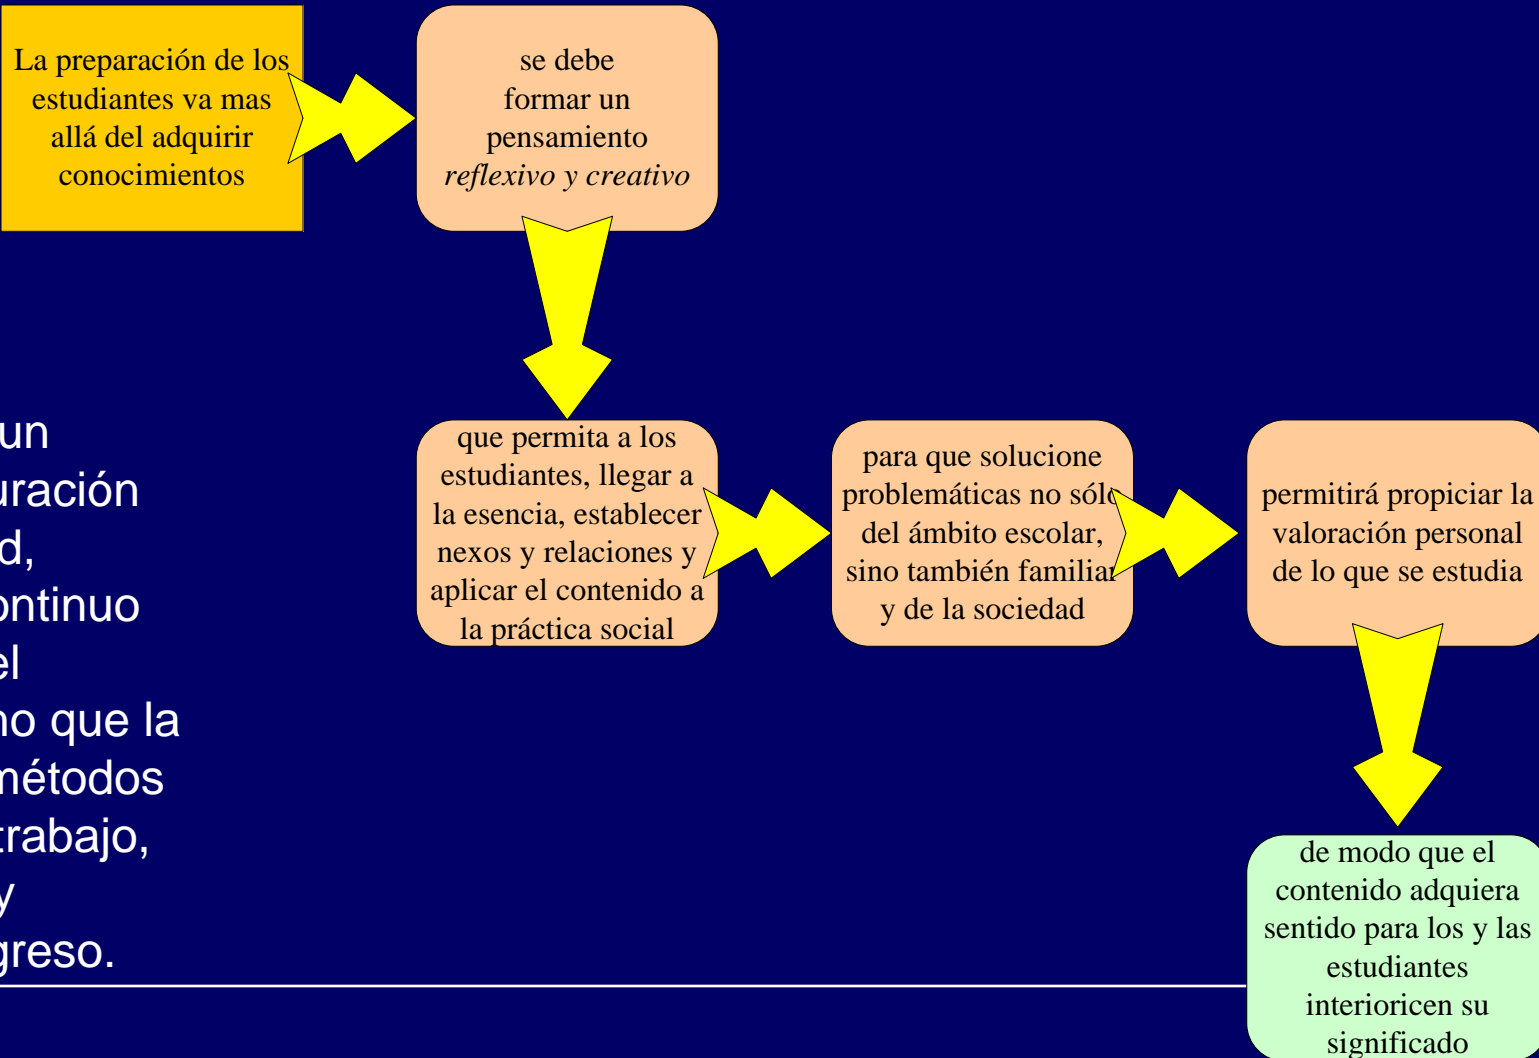 La preparación de los
estudiantes va mas
allá del adquirir
conocimientos
se debe
formar un
pensamiento
reflexivo y creativo
que permita a los
estudiantes, llegar a
la esencia, establecer
nexos y relaciones y
aplicar el contenido a
la práctica social
para que solucione
problemáticas no sólo
del ámbito escolar,
sino también familiar
y de la sociedad
permitirá propiciar la
valoración personal
de lo que se estudia
de modo que el
contenido adquiera
sentido para los y las
estudiantes
interioricen su
significado
un
uración
d,
ontinuo
el
no que la
métodos
trabajo,
y
greso.